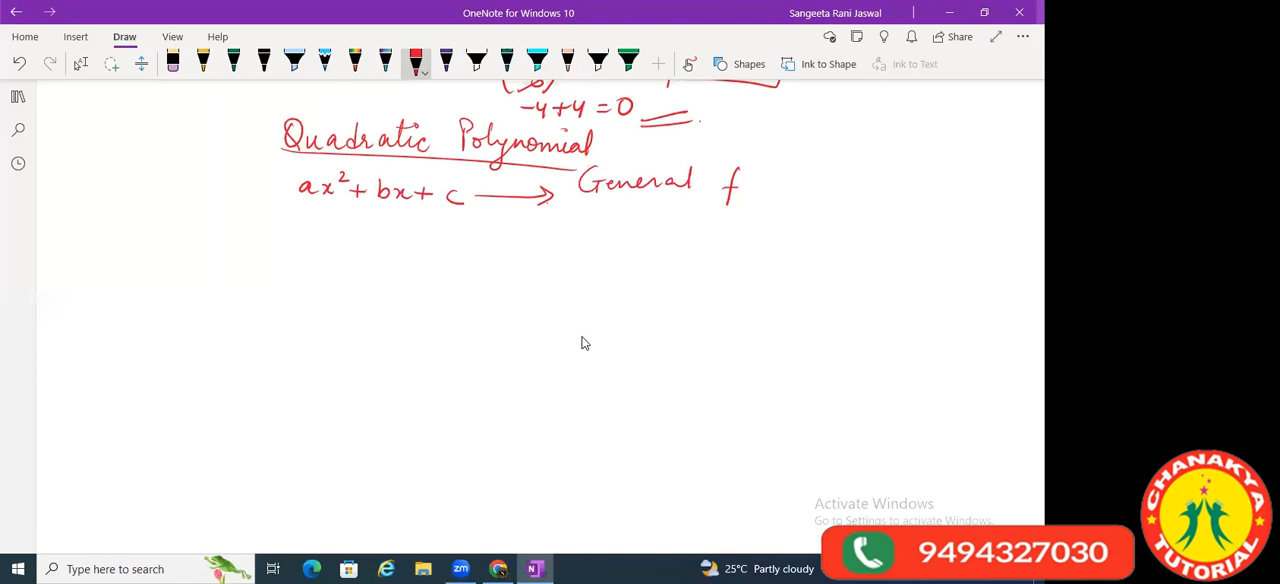 OneNote for Windows 10
Sangeeta Rani Jaswal
Home Insert Draw View Help
Share
Shapes Ink to Shape Ink to Text
-4+4=0
Quadratic Polynomial
ax²+ bx+ c → General f
Activate Windows
Go to Settings to activate Windows.
9494327030
CHANAKYA
TUTORIAL
Type here to search
zm
N
25°C Partly cloudy